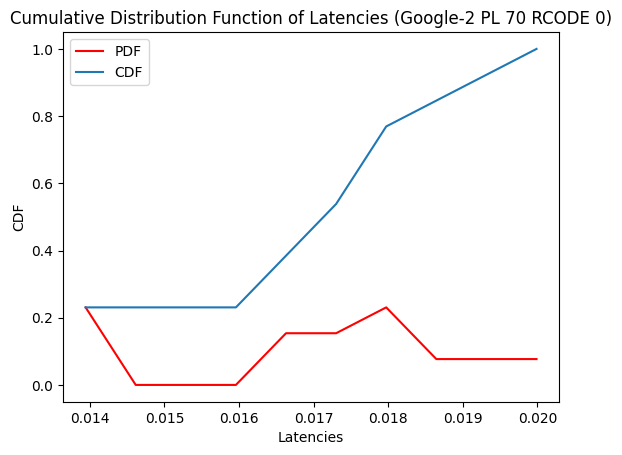 Cumulative Distribution Function of Latencies (Google-2 PL 70 RCODE 0)
PDF
CDF
1.0
0.8
0.6
0.4
0.2
0.0
CDF
0.014 0.015 0.016 0.017 0.018 0.019 0.020
Latencies